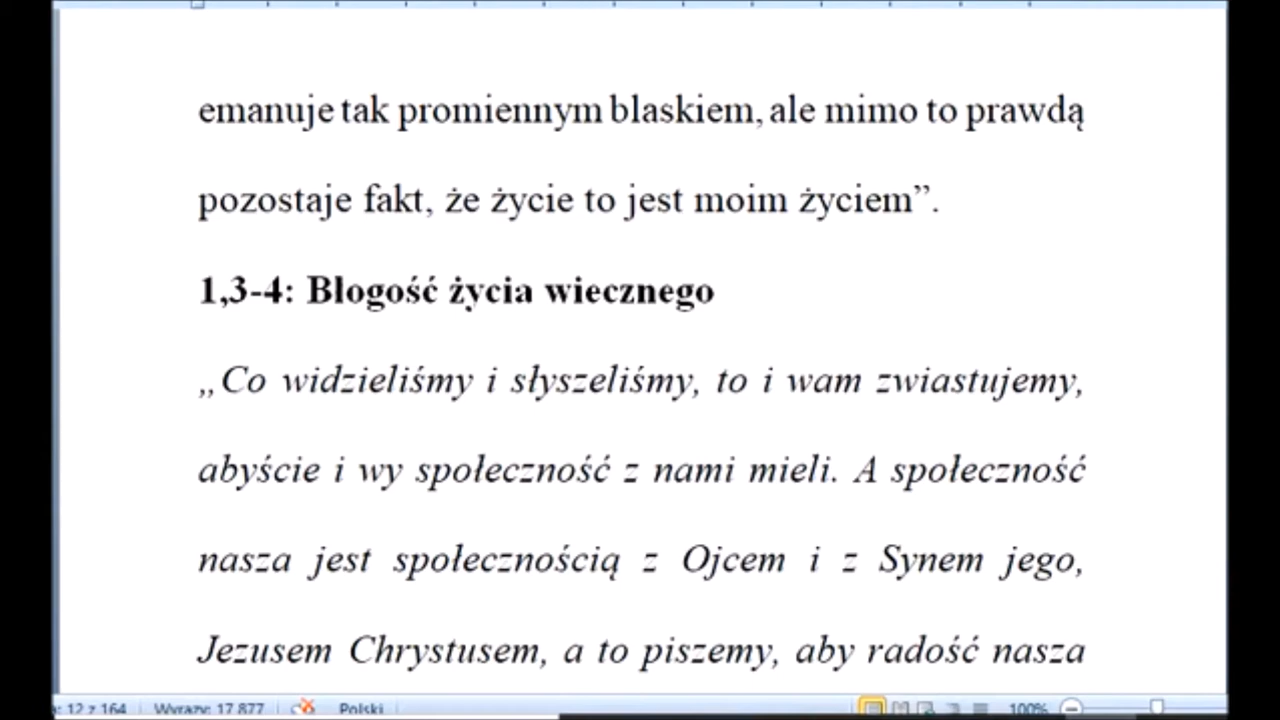 emanuje tak promiennym blaskiem, ale mimo to prawdą
pozostaje fakt, że życie to jest moim życiem”.
1,3-4: Błogość życia wiecznego
„Co widzieliśmy i słyszeliśmy, to i wam zwiastujemy,
abyście i wy społeczność z nami mieli. A społeczność
nasza jest społecznością z Ojcem i z Synem jego,
Jezusem Chrystusem, a to piszemy, aby radość nasza
12 z 164 Wyrazy: 17 877 Polski 100%